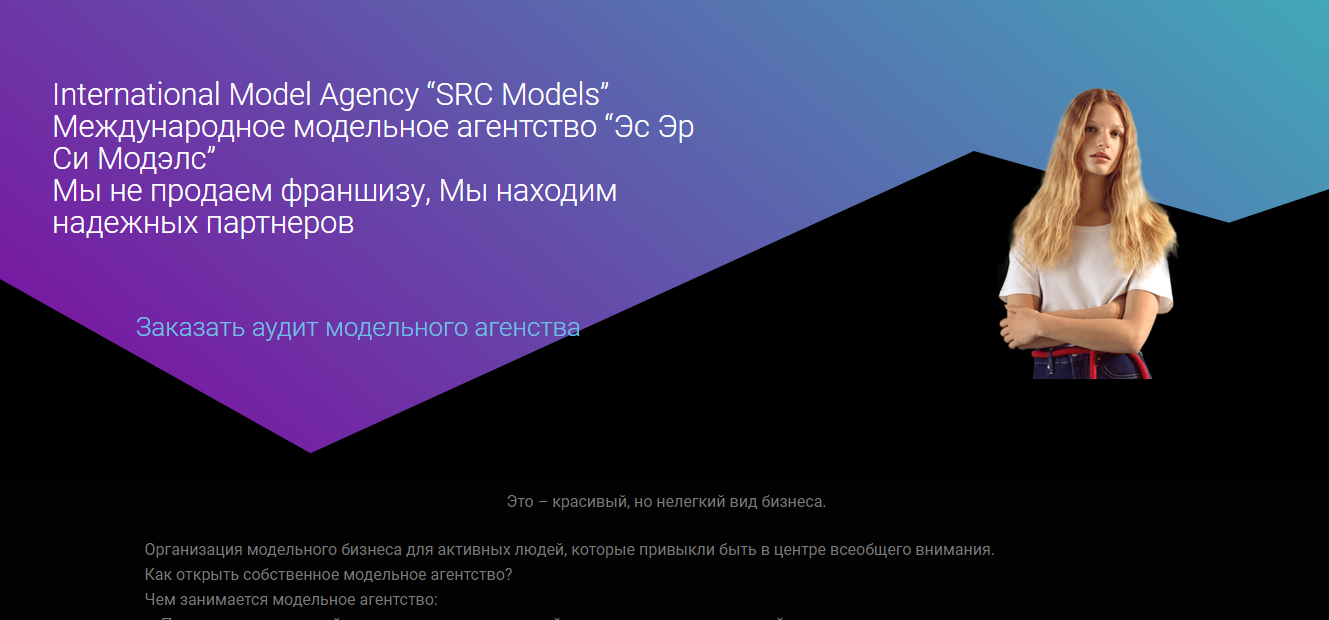 International Model Agency “SRC Models”
Международное модельное агентство “Эс Эр
Си Модэлс”
Мы не продаем франшизу, Мы находим
надежных партнеров
Заказать аудит модельного агенства
Это – красивый, но нелегкий вид бизнеса.
Организация модельного бизнеса для активных людей, которые привыкли быть в центре всеобщего внимания.
Как открыть собственное модельное агентство?
Чем занимается модельное агентство: